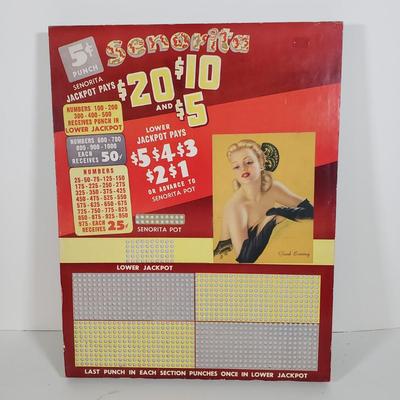 5¢
PUNCH
Senorita
SENORITA
JACKPOT PAYS
$20 $10
AND
$5
NUMBERS 100-200
300-400-500
RECEIVES PUNCH IN
LOWER JACKPOT
NUMBERS 600-700
800-900-1000
EACH
RECEIVES 50¢
LOWER
JACKPOT PAYS
$5 $4 $3
$2 $1
OR ADVANCE TO
SENORITA POT
NUMBERS
25-50-75-125-150
175-225-250-275
325-350-375-425
450-475-525-550
575-625-650-675
725-750-775-825
850-875-925-950
975-EACH
RECEIVES 25¢
SENORITA POT
Good Evening
LOWER JACKPOT
LAST PUNCH IN EACH SECTION PUNCHES ONCE IN LOWER JACKPOT